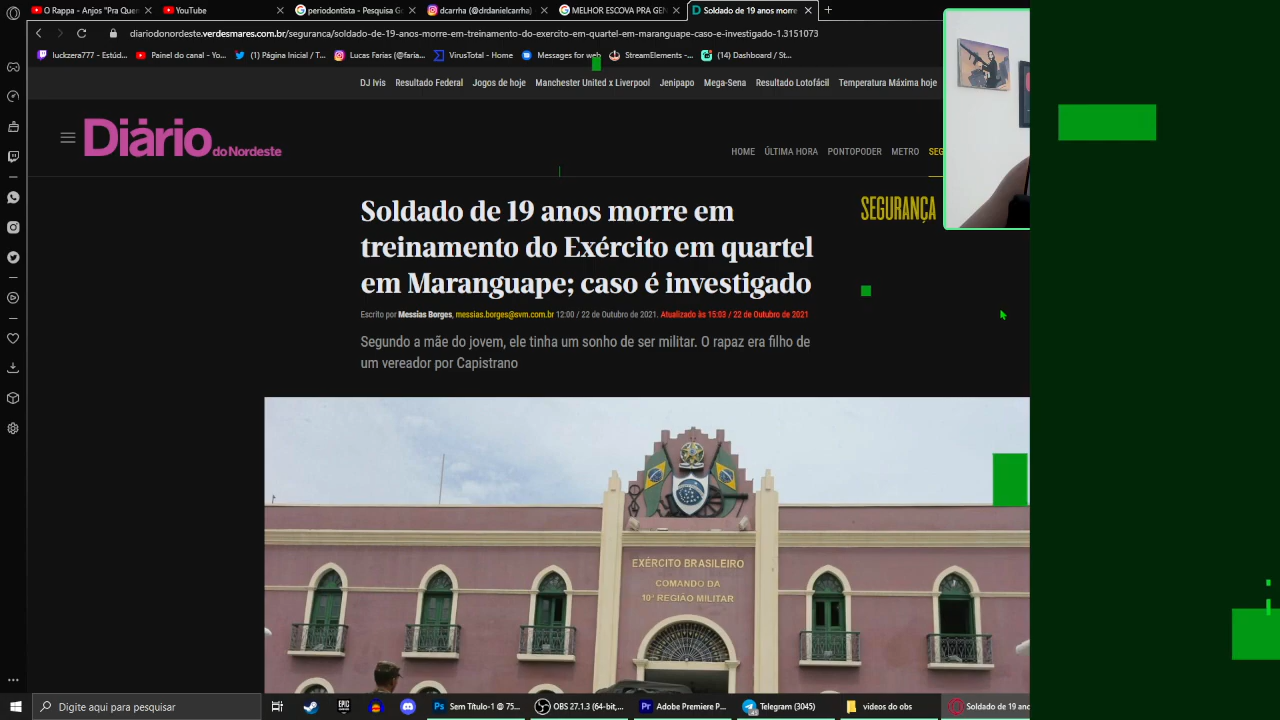 O Rappa - Anjos "Pra Quer
YouTube
periodontista - Pesquisa G
dcarrha (@drdanielcarrha)
MELHOR ESCOVA PRA GEN
Soldado de 19 anos morre
diariodonordeste.verdesmares.com.br/seguranca/soldado-de-19-anos-morre-em-treinamento-do-exercito-em-quartel-em-maranguape-caso-e-investigado-1.3151073
luckzera777 - Estúd...
Painel do canal - Yo...
(1) Página Inicial / T...
Lucas Farias (@faria...
VirusTotal - Home
Messages for web
StreamElements -...
(14) Dashboard / St...
DJ Ivis Resultado Federal Jogos de hoje Manchester United x Liverpool Jenipapo Mega-Sena Resultado Lotofácil Temperatura Máxima hoje
Diário do Nordeste
HOME ÚLTIMA HORA PONTOPODER METRO SEG
Soldado de 19 anos morre em
treinamento do Exército em quartel
em Maranguape; caso é investigado
SEGURANÇA
Escrito por Messias Borges, messias.borges@svm.com.br 12:00 / 22 de Outubro de 2021. Atualizado às 15:03 / 22 de Outubro de 2021
Segundo a mãe do jovem, ele tinha um sonho de ser militar. O rapaz era filho de
um vereador por Capistrano
EXÉRCITO BRASILEIRO
COMANDO DA
10ª REGIÃO MILITAR
Digite aqui para pesquisar
EPIC
Sem Título-1 @ 75...
OBS 27.1.3 (64-bit,...
Adobe Premiere P...
Telegram (3045)
videos do obs
Soldado de 19 ano